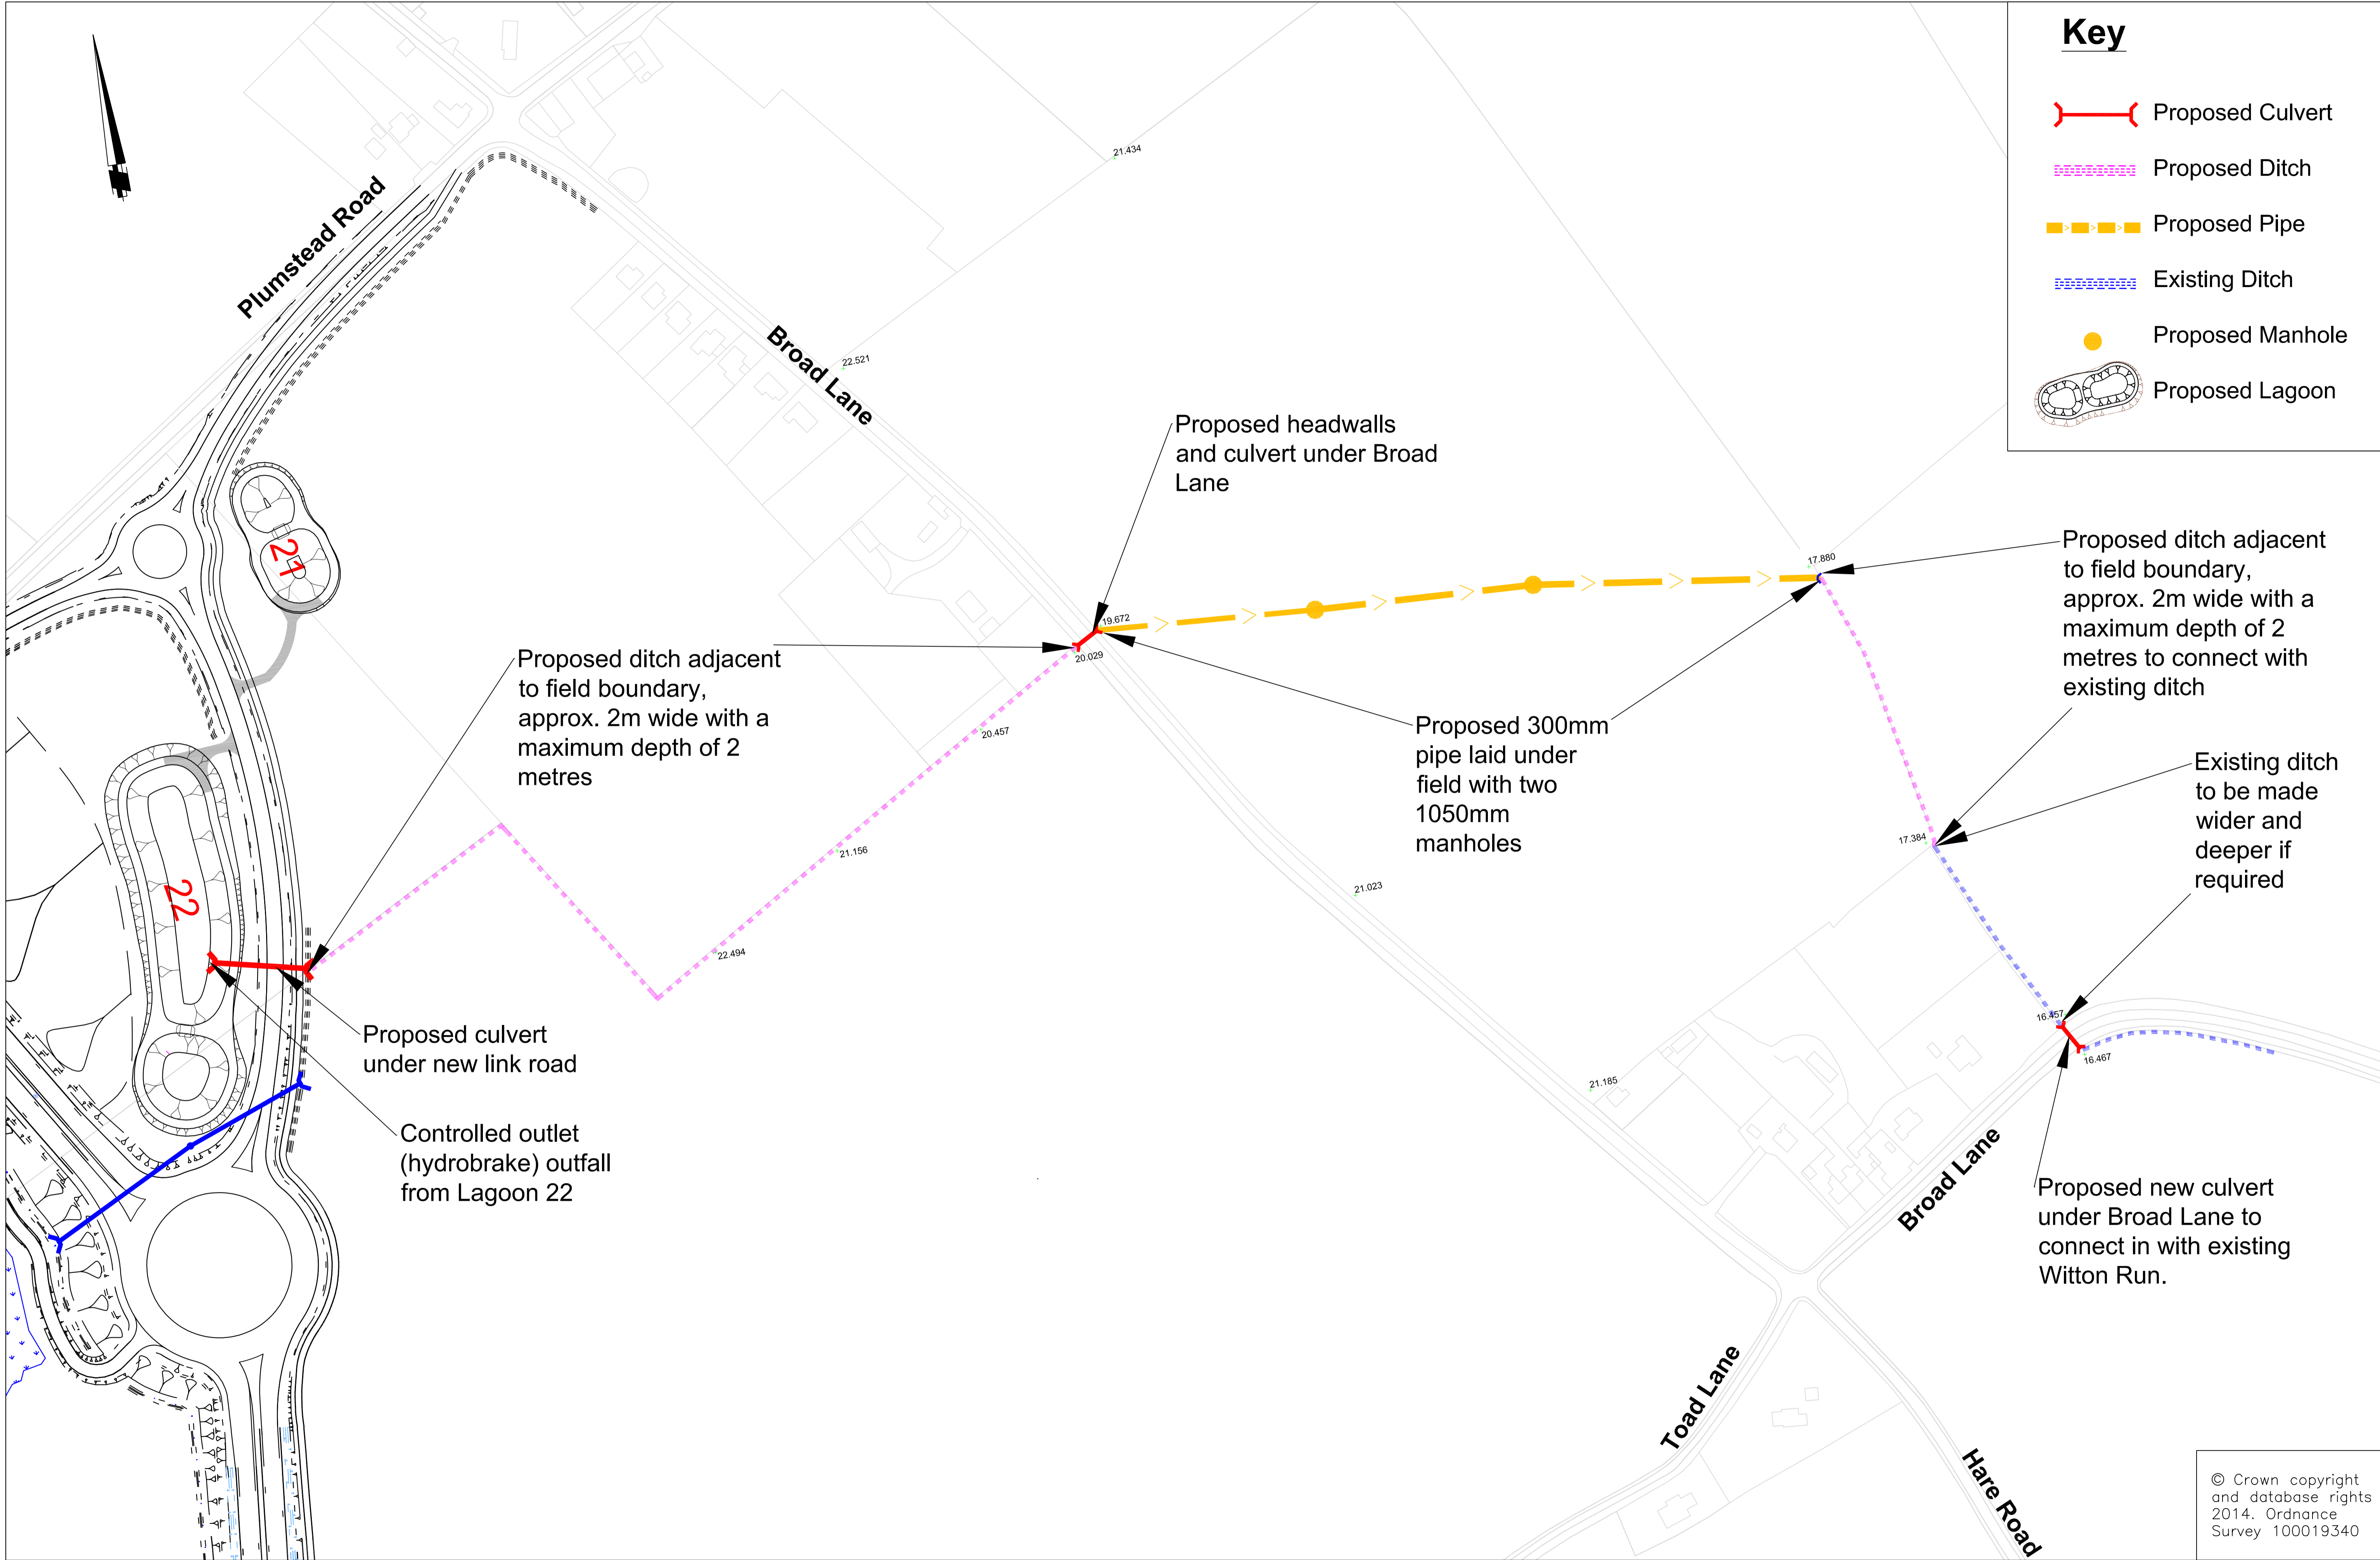 Key
Proposed Culvert
Proposed Ditch
Proposed Pipe
Existing Ditch
Proposed Manhole
Proposed Lagoon
Plumstead Road
Broad Lane
21.434
22.521
Proposed headwalls
and culvert under Broad
Lane
21
22
17.880
19.672
20.029
20.457
21.156
22.494
21.023
17.384
16.457
16.467
21.185
Proposed ditch adjacent
to field boundary,
approx. 2m wide with a
maximum depth of 2
metres to connect with
existing ditch
Proposed ditch adjacent
to field boundary,
approx. 2m wide with a
maximum depth of 2
metres
Proposed 300mm
pipe laid under
field with two
1050mm
manholes
Existing ditch
to be made
wider and
deeper if
required
Proposed culvert
under new link road
Controlled outlet
(hydrobrake) outfall
from Lagoon 22
Broad Lane
Proposed new culvert
under Broad Lane to
connect in with existing
Witton Run.
Toad Lane
Hare Road
© Crown copyright
and database rights
2014. Ordnance
Survey 100019340